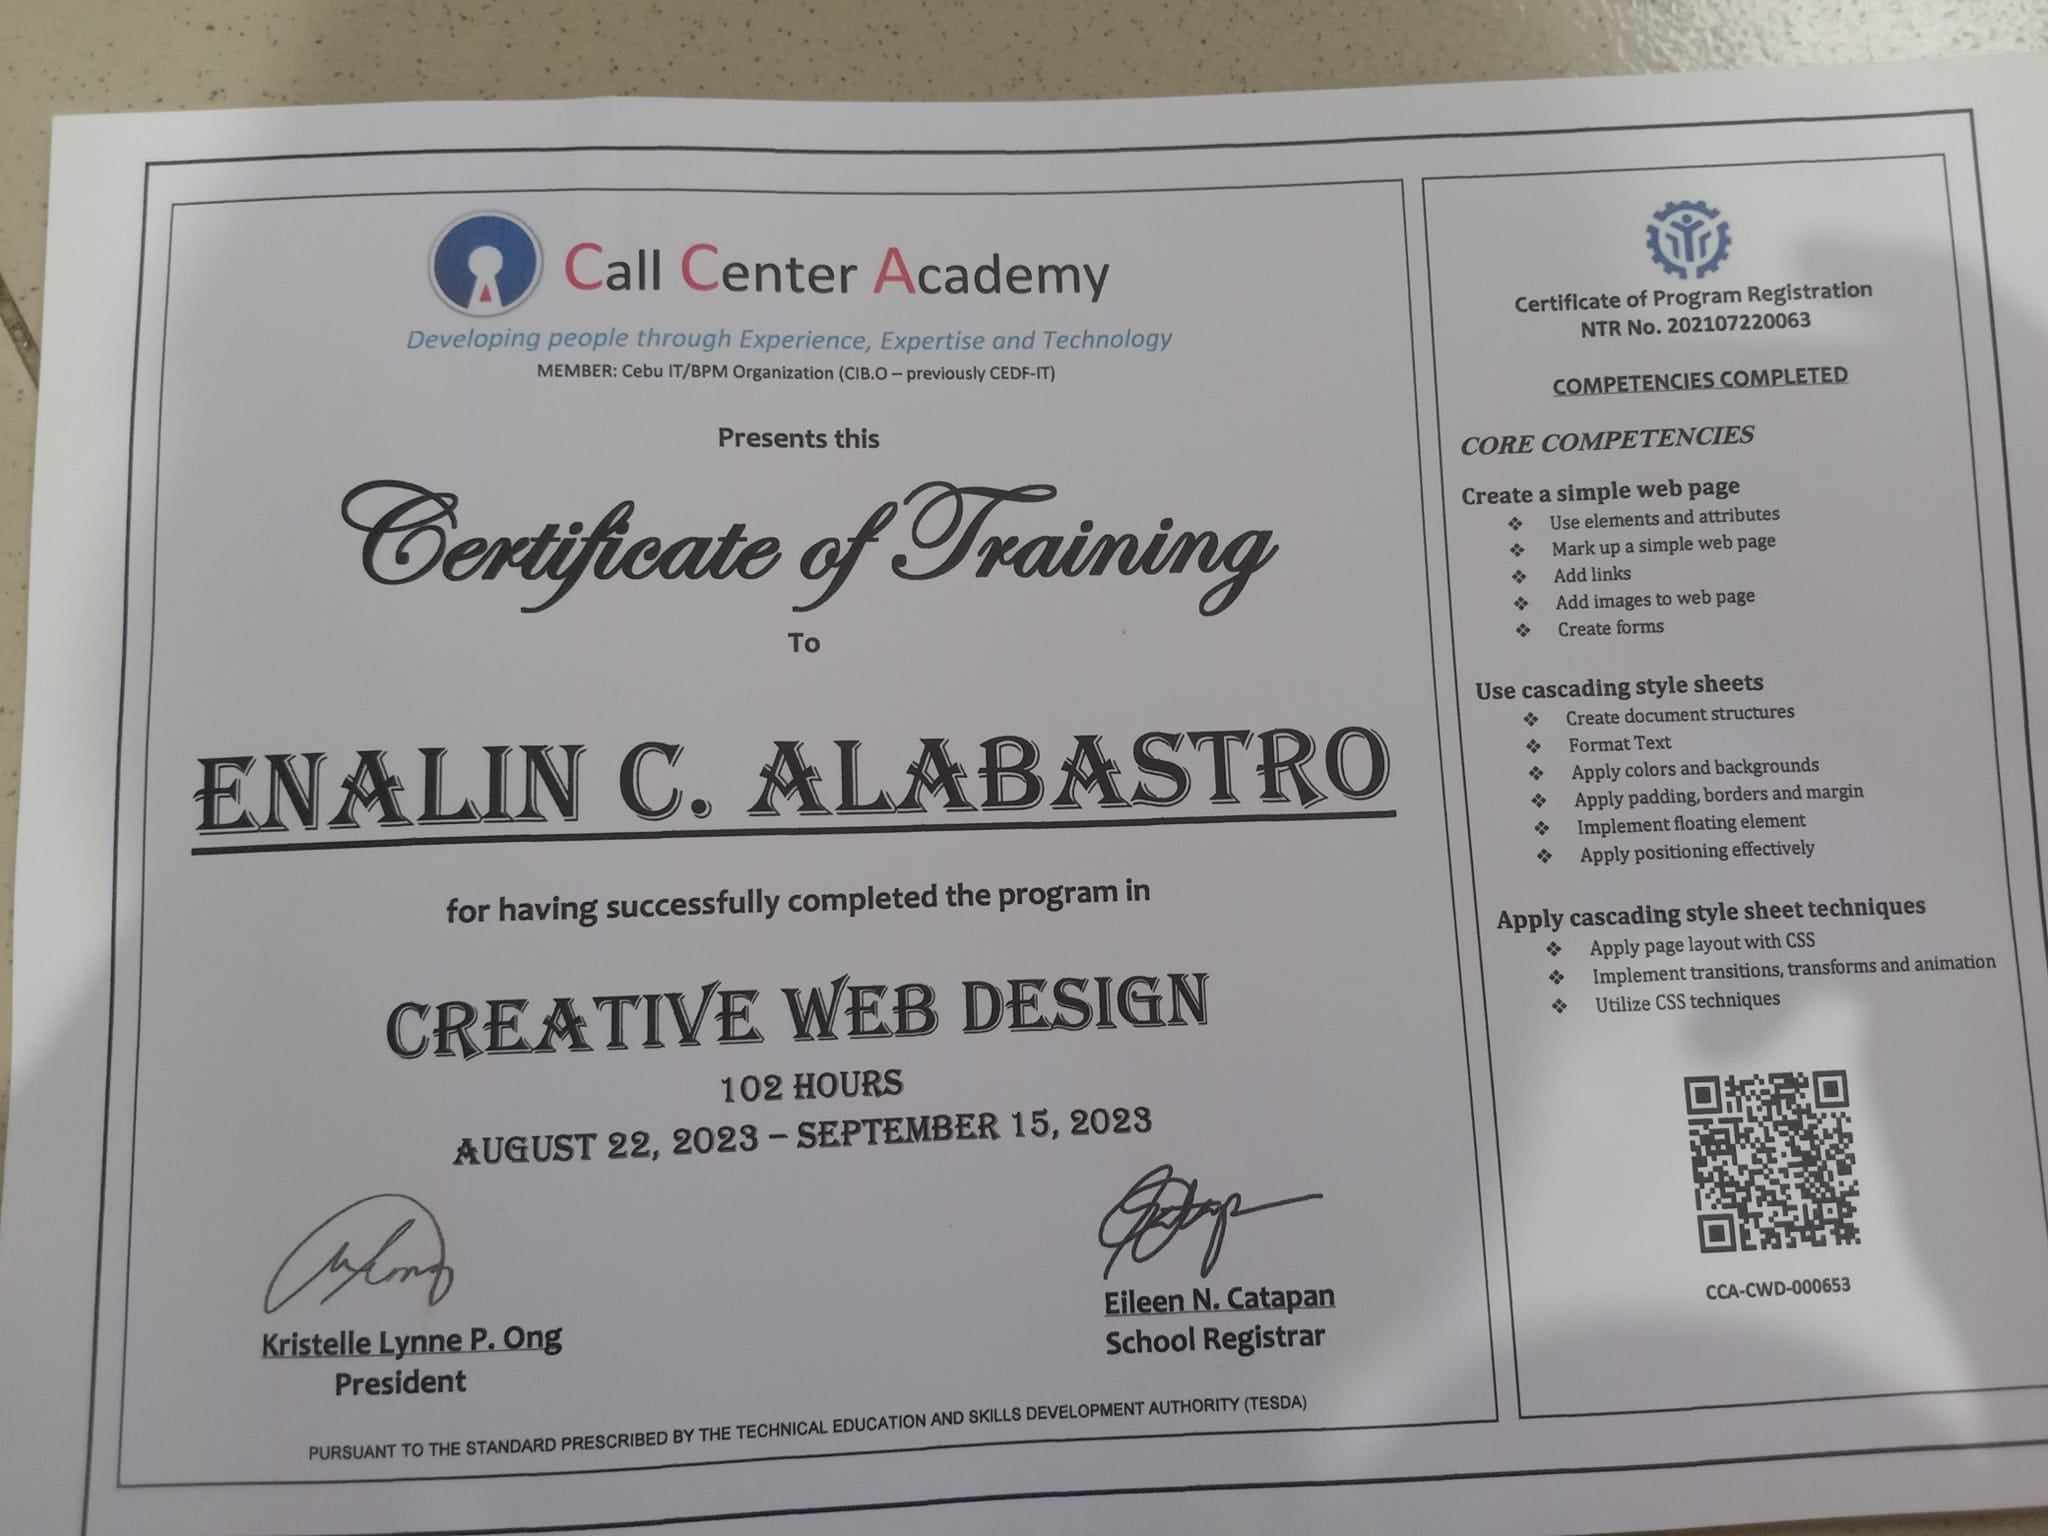 Call Center Academy
Developing people through Experience, Expertise and Technology
MEMBER: Cebu IT/BPM Organization (CIB.O – previously CEDF-IT)
Presents this
Certificate of Training
To
ENALIN C. ALABASTRO
for having successfully completed the program in
CREATIVE WEB DESIGN
102 HOURS
AUGUST 22, 2023 – SEPTEMBER 15, 2023
Kristelle Lynne P. Ong
President
Eileen N. Catapan
School Registrar
PURSUANT TO THE STANDARD PRESCRIBED BY THE TECHNICAL EDUCATION AND SKILLS DEVELOPMENT AUTHORITY (TESDA)
Certificate of Program Registration
NTR No. 202107220063
COMPETENCIES COMPLETED
CORE COMPETENCIES
Create a simple web page
❖ Use elements and attributes
❖ Mark up a simple web page
❖ Add links
❖ Add images to web page
❖ Create forms
Use cascading style sheets
❖ Create document structures
❖ Format Text
❖ Apply colors and backgrounds
❖ Apply padding, borders and margin
❖ Implement floating element
❖ Apply positioning effectively
Apply cascading style sheet techniques
❖ Apply page layout with CSS
❖ Implement transitions, transforms and animation
❖ Utilize CSS techniques
CCA-CWD-000653